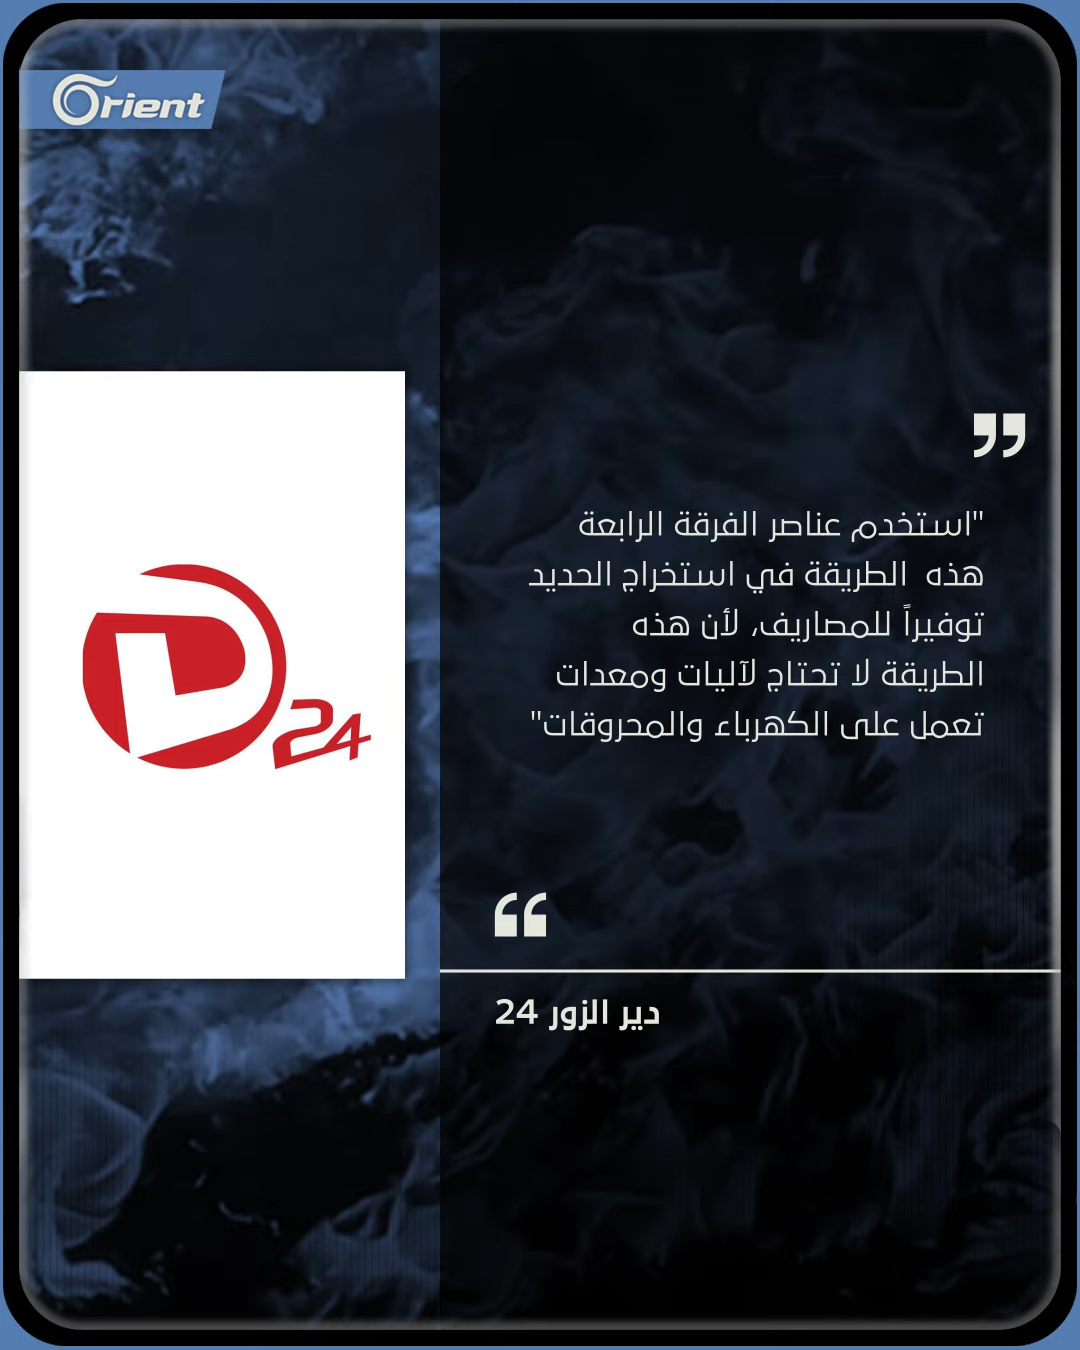 Orient
"استخدم عناصر الفرقة الرابعة
هذه الطريقة في استخراج الحديد
توفيراً للمصاريف، لأن هذه
الطريقة لا تحتاج لآليات ومعدات
تعمل على الكهرباء والمحروقات"
D24
دير الزور 24